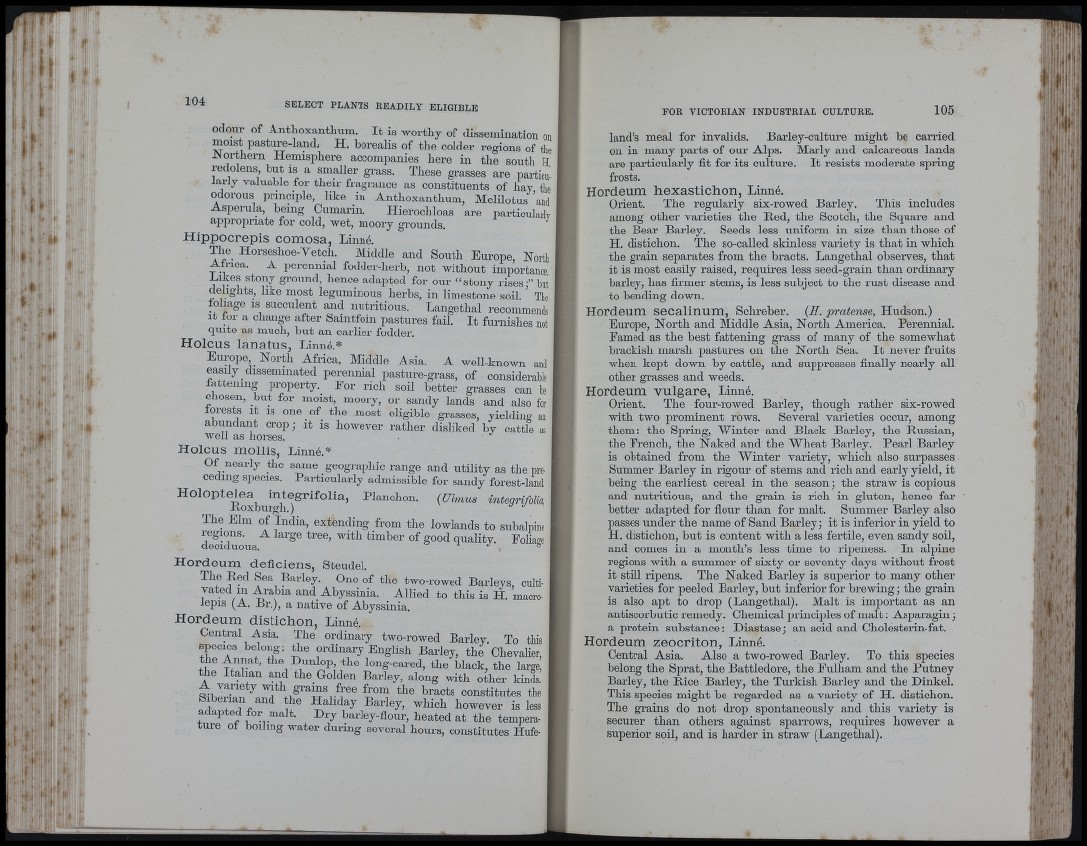 104
SELECT PLANTS READILY ELIGIBLE
odour of Anthoxanthum. It is worthy of dissemination on
moist pasture-land. H. borealis of the colder regions of the
Northern Hemisphere accompanies here in the south H.
redolens, but is a smaller grass. These grasses are particu-
larly valuable for their fragrance as constituents of hay, the
odorous principle, like in Anthoxanthum, Melilotus and
Asperula, being Cumarin. Hierochloas are particularly
appropriate for cold, wet, moory grounds.
Hippocrepis comosa, Linné.
The Horseshoe-Vetch. Middle and South Europe, North
Africa. A perennial fodder-herb, not without importance.
Likes stony ground, hence adapted for our "stony rises;" but
delights, like most leguminous herbs, in limestone soil. The
foliage is succulent and nutritious. Langethal recommends
it for a change after Saintfoin pastures fail. It furnishes not
quite as much, but an earlier fodder.
Holcus lanatus, Linné.*
Europe, North Africa, Middle Asia. A well-known and
easily disseminated perennial pasture-grass, of considerable
fattening property. For rich soil better grasses can be
chosen, but for moist, moory, or sandy lands and also for
forests it is one of the most eligible grasses, yielding an
abundant crop; it is however rather disliked by cattle as
well as horses.
Holcus mollis, Linné.*
Of nearly the same geographic range and utility as the pre-
ceding species. Particularly admissible for sandy forest-land
Holoptelea integrifolia, Planchon. (Ulmus integrifolia,
Roxburgh.)
The Elm of India, extending from the lowlands to subalpine
regions. A large tree, with timber of good quality. Foliage
deciduous.
Hordeum deficiens, Steudel.
The Red Sea Barley. One of the two-rowed Barleys, culti-
vated in Arabia and Abyssinia. Allied to this is H. macro-
lepis (A. Br.), a native of Abyssinia.
Hordeum distichon, Linné.
Central Asia. The ordinary two-rowed Barley. To this
species belong: the ordinary English Barley, the Chevalier,
the Annat, the Dunlop, the long-eared, the black, the large,
the Italian and the Golden Barley, along with other kinds.
A variety with grains free from the bracts constitutes the
Siberian and the Haliday Barley, which however is less
adapted for malt. Dry barley-flour, heated at the tempera-
ture of boiling water during several hours, constitutes Hufe-
FOR VICTORIAN INDUSTRIAL CULTURE. 105
land's meal for invalids. Barley-culture might be carried
on in many parts of our Alps. Marly and calcareous lands
are particularly fit for its culture. It resists moderate spring
frosts.
Hordeum hexastichon, Linné.
Orient. The regularly six-rowed Barley. This includes
among other varieties the Red, the Scotch, the Square and
the Bear Barley. Seeds less uniform in size than those of
H. distichon. The so-called skinless variety is that in which
the grain separates from the bracts. Langethal observes, that
it is most easily raised, requires less seed-grain than ordinary
barley, has firmer stems, is less subject to the rust disease and
to bending down.
Hordeum secalinum, Schreber. (H. pratense, Hudson.)
Europe, North and Middle Asia, North America. Perennial.
Famed as the best fattening grass of many of the somewhat
brackish marsh pastures on the North Sea. It never fruits
when kept down by cattle, and suppresses finally nearly all
other grasses and weeds.
Hordeum vulgare, Linné.
Orient. The four-rowed Barley, though rather six-rowed
with two prominent rows. Several varieties occur, among
them: the Spring, Winter and Black Barley, the Russian,
the French, the Naked and the Wheat Barley. Pearl Barley
is obtained from the Winter variety, which also surpasses
Summer Barley in rigour of stems and rich and early yield, it
being the earliest cereal in the season; the straw is copious
and nutritious, and the grain is rich in gluten, hence far
better adapted for flour than for malt. Summer Barley also
passes under the name of Sand Barley; it is inferior in yield to
H. distichon, but is content with a less fertile, even sandy soil,
and comes in a month's less time to ripeness. In alpine
regions with a summer of sixty or seventy days without frost
it still ripens. The Naked Barley is superior to many other
varieties for peeled Barley, but inferior for brewing; the grain
is also apt to drop (Langethal). Malt is important as an
antiscorbutic remedy. Chemical principles of malt: Asparagin;
a protein substance: Diastase; an acid and Cholesterin-fat.
Hordeum zeocriton, Linné.
Central Asia. Also a two-rowed Barley. To this species
belong the Sprat, the Battledore, the Fulham and the Putney
Barley, the Rice Barley, the Turkish Barley and the Dinkel.
This species might be regarded as a variety of H. distichon.
The grains do not drop spontaneously and this variety is
securer than others against sparrows, requires however a
superior soil, and is harder in straw (Langethal).